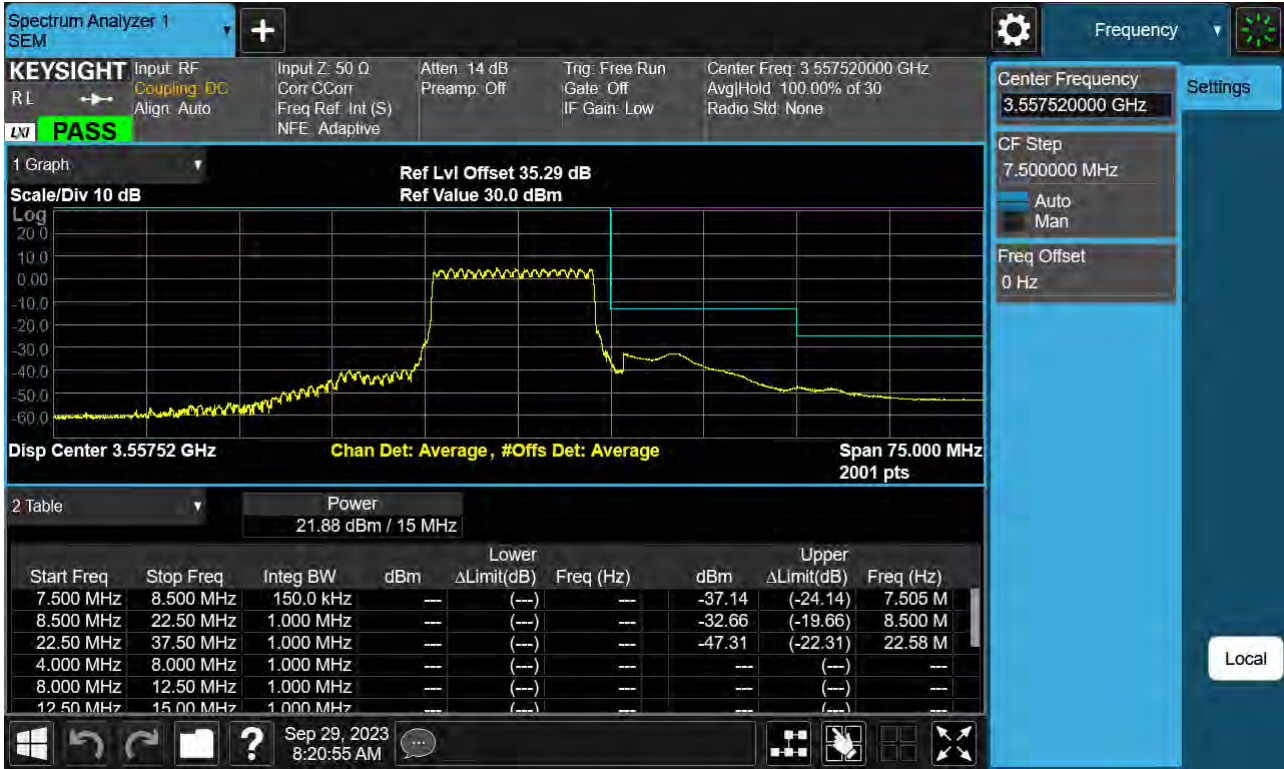 Spectrum Analyzer 1
SEM
+
Frequency
KEYSIGHT
R L
LXI
PASS
Input: RF
Coupling: DC
Align: Auto
Input Z: 50 Ω
Corr CCorr
Freq Ref: Int (S)
NFE: Adaptive
Atten: 14 dB
Preamp: Off
Trig: Free Run
Gate: Off
IF Gain: Low
Center Freq: 3.557520000 GHz
Avg|Hold: 100.00% of 30
Radio Std: None
Center Frequency
3.557520000 GHz
Settings
CF Step
7.500000 MHz
Auto
Man
Freq Offset
0 Hz
Local
1 Graph
Scale/Div 10 dB
Ref Lvl Offset 35.29 dB
Ref Value 30.0 dBm
Log
20.0
10.0
0.00
-10.0
-20.0
-30.0
-40.0
-50.0
-60.0
Disp Center 3.55752 GHz
Chan Det: Average, #Offs Det: Average
Span 75.000 MHz
2001 pts
2 Table
Power
21.88 dBm / 15 MHz
Lower Upper
Start Freq Stop Freq Integ BW dBm ΔLimit(dB) Freq (Hz) dBm ΔLimit(dB) Freq (Hz)
7.500 MHz 8.500 MHz 150.0 kHz --- (---) --- -37.14 (-24.14) 7.505 M
8.500 MHz 22.50 MHz 1.000 MHz --- (---) --- -32.66 (-19.66) 8.500 M
22.50 MHz 37.50 MHz 1.000 MHz --- (---) --- -47.31 (-22.31) 22.58 M
4.000 MHz 8.000 MHz 1.000 MHz --- (---) --- --- (---) ---
8.000 MHz 12.50 MHz 1.000 MHz --- (---) --- --- (---) ---
12.50 MHz 15.00 MHz 1.000 MHz --- (---) --- --- (---) ---
?
Sep 29, 2023
8:20:55 AM